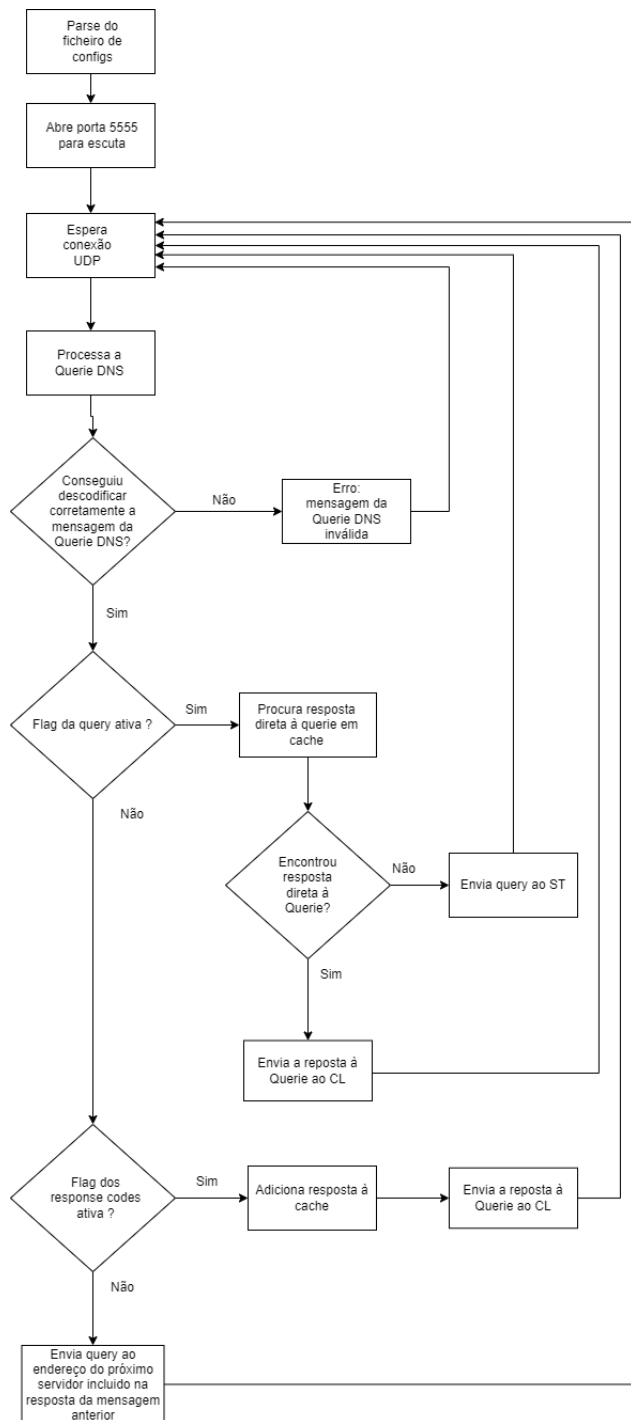 Parse do
ficheiro de
configs
Abre porta 5555
para escuta
Espera
conexão
UDP
Processa a
Querie DNS
Conseguiu
descodificar
corretamente a
mensagem da
Querie DNS?
Não
Erro:
mensagem da
Querie DNS
inválida
Sim
Flag da query ativa ?
Sim
Procura resposta
direta à querie em
cache
Não
Encontrou
resposta
direta à
Querie?
Não
Envia query ao ST
Sim
Envia a reposta à
Querie ao CL
Flag dos
response codes
ativa ?
Sim
Adiciona resposta à
cache
Envia a reposta à
Querie ao CL
Não
Envia query ao
endereço do próximo
servidor incluido na
resposta da mensagem
anterior